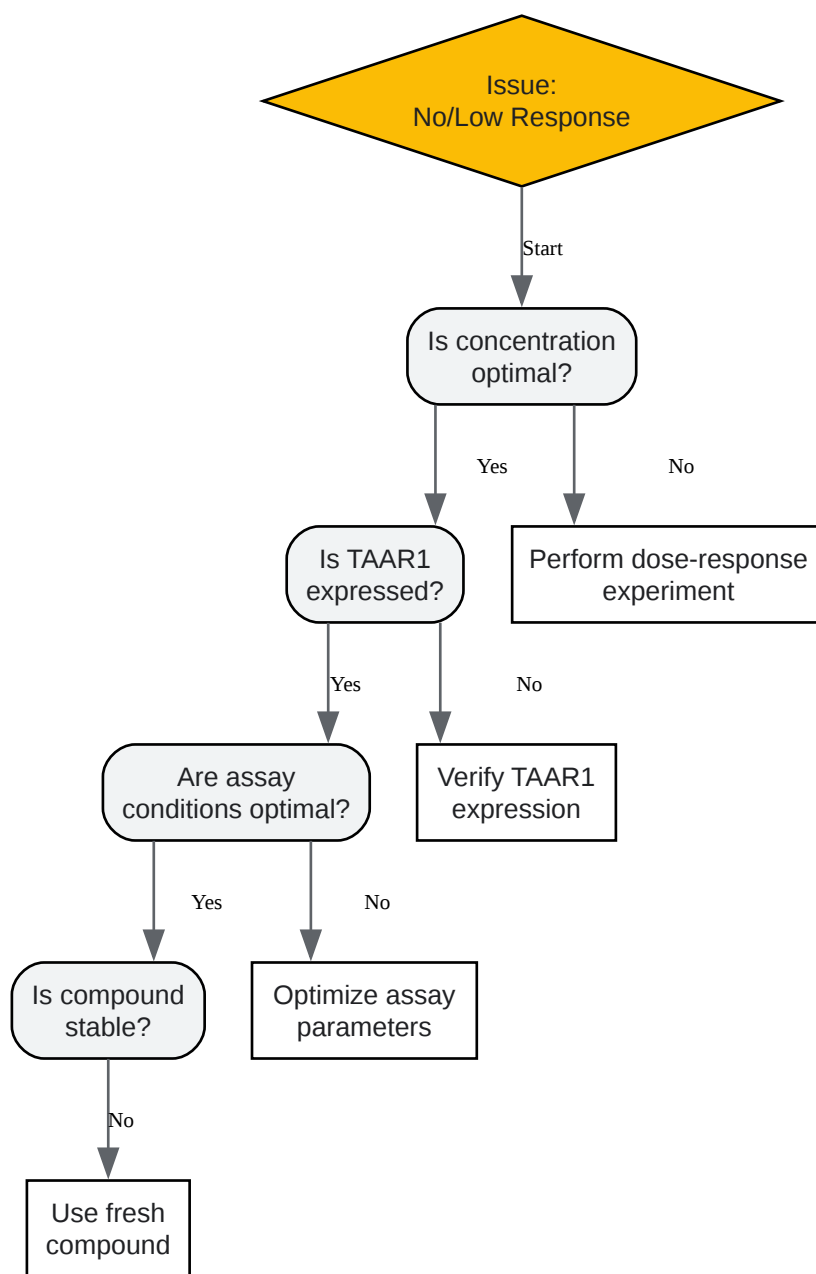 Issue:
No/Low Response
Start
Is concentration
optimal?
Yes
No
Is TAAR1
expressed?
Perform dose-response
experiment
Yes
No
Are assay
conditions optimal?
Verify TAAR1
expression
Yes
No
Is compound
stable?
Optimize assay
parameters
No
Use fresh
compound